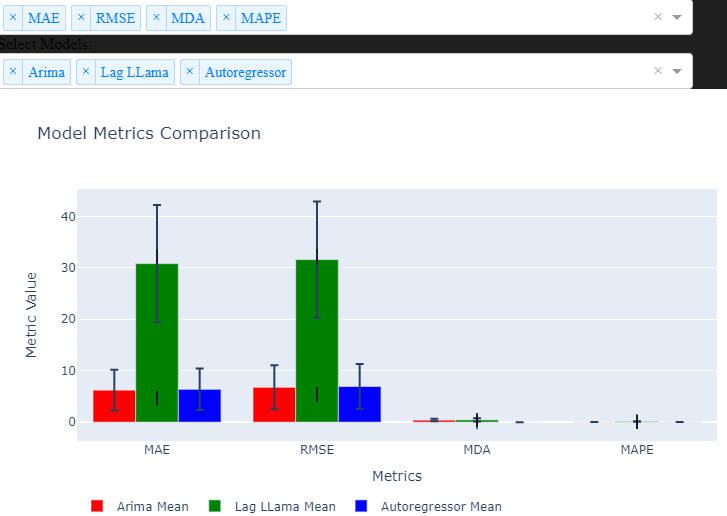 × MAE × RMSE × MDA × MAPE ×
Select Models:
× Arima × Lag LLama × Autoregressor ×
Model Metrics Comparison
40
30
20
10
0
Metric Value
MAE RMSE MDA MAPE
Metrics
Arima Mean Lag LLama Mean Autoregressor Mean